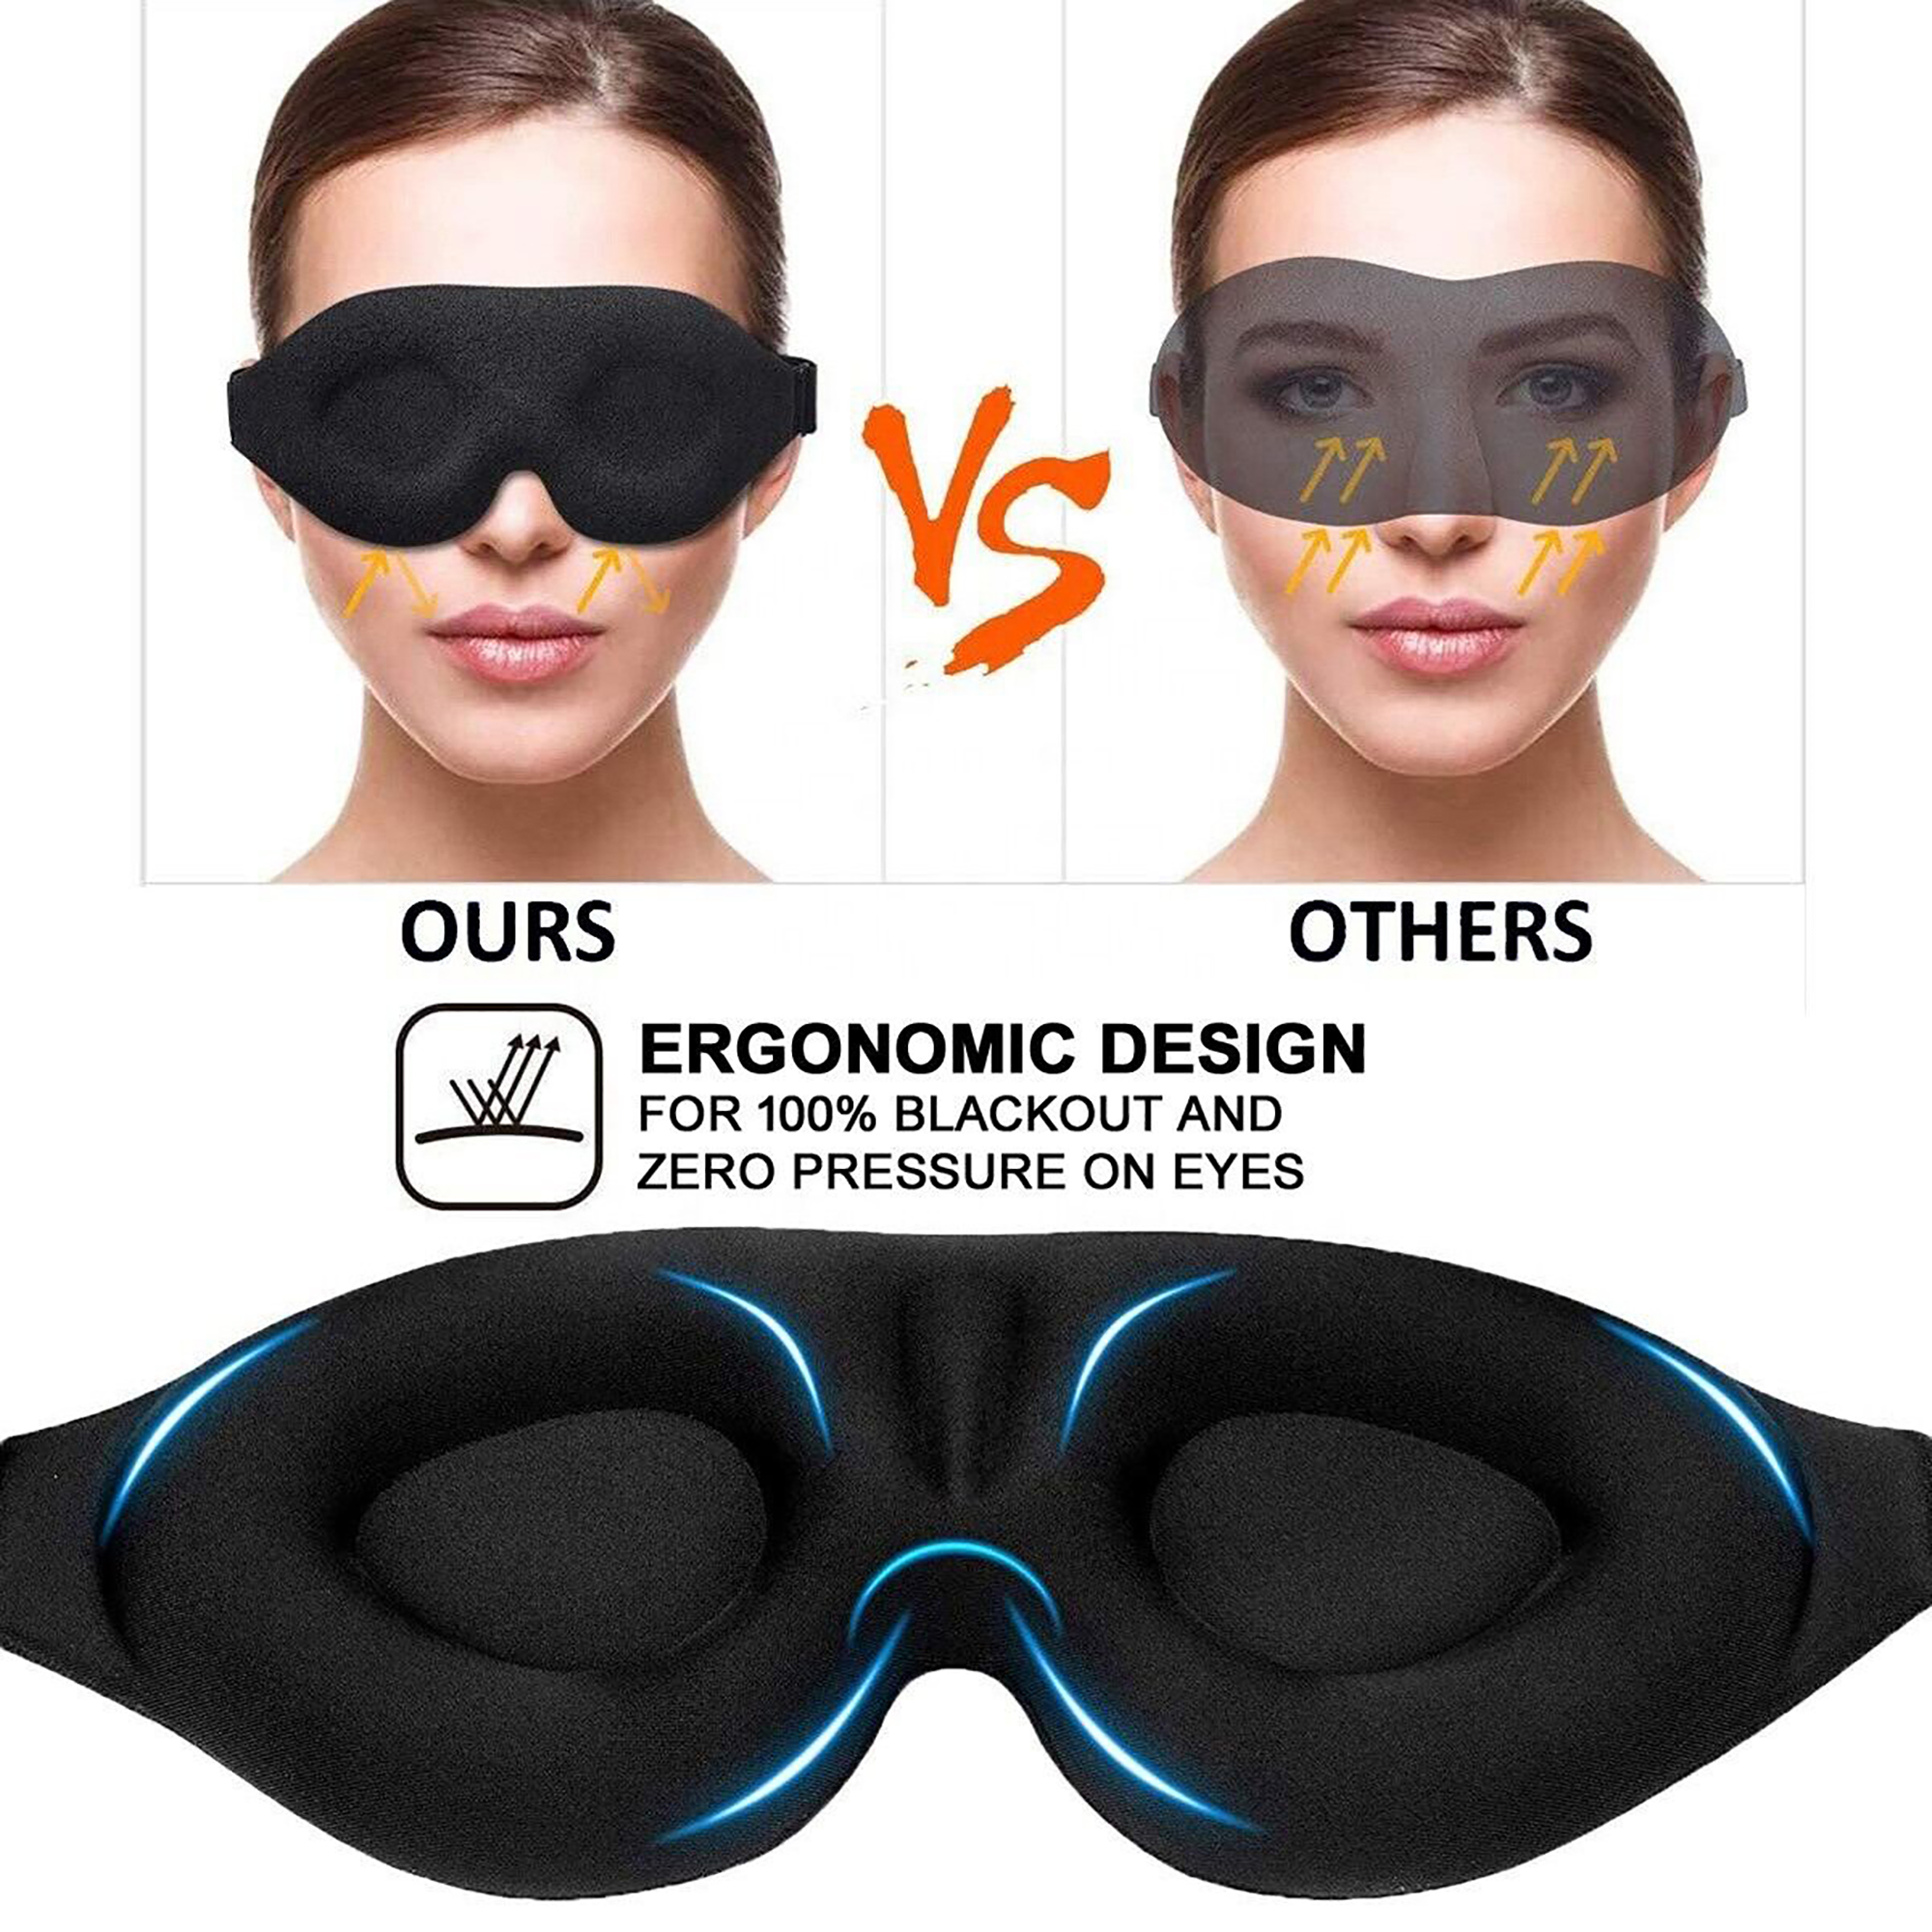 VS
OURS
OTHERS
ERGONOMIC DESIGN
FOR 100% BLACKOUT AND
ZERO PRESSURE ON EYES